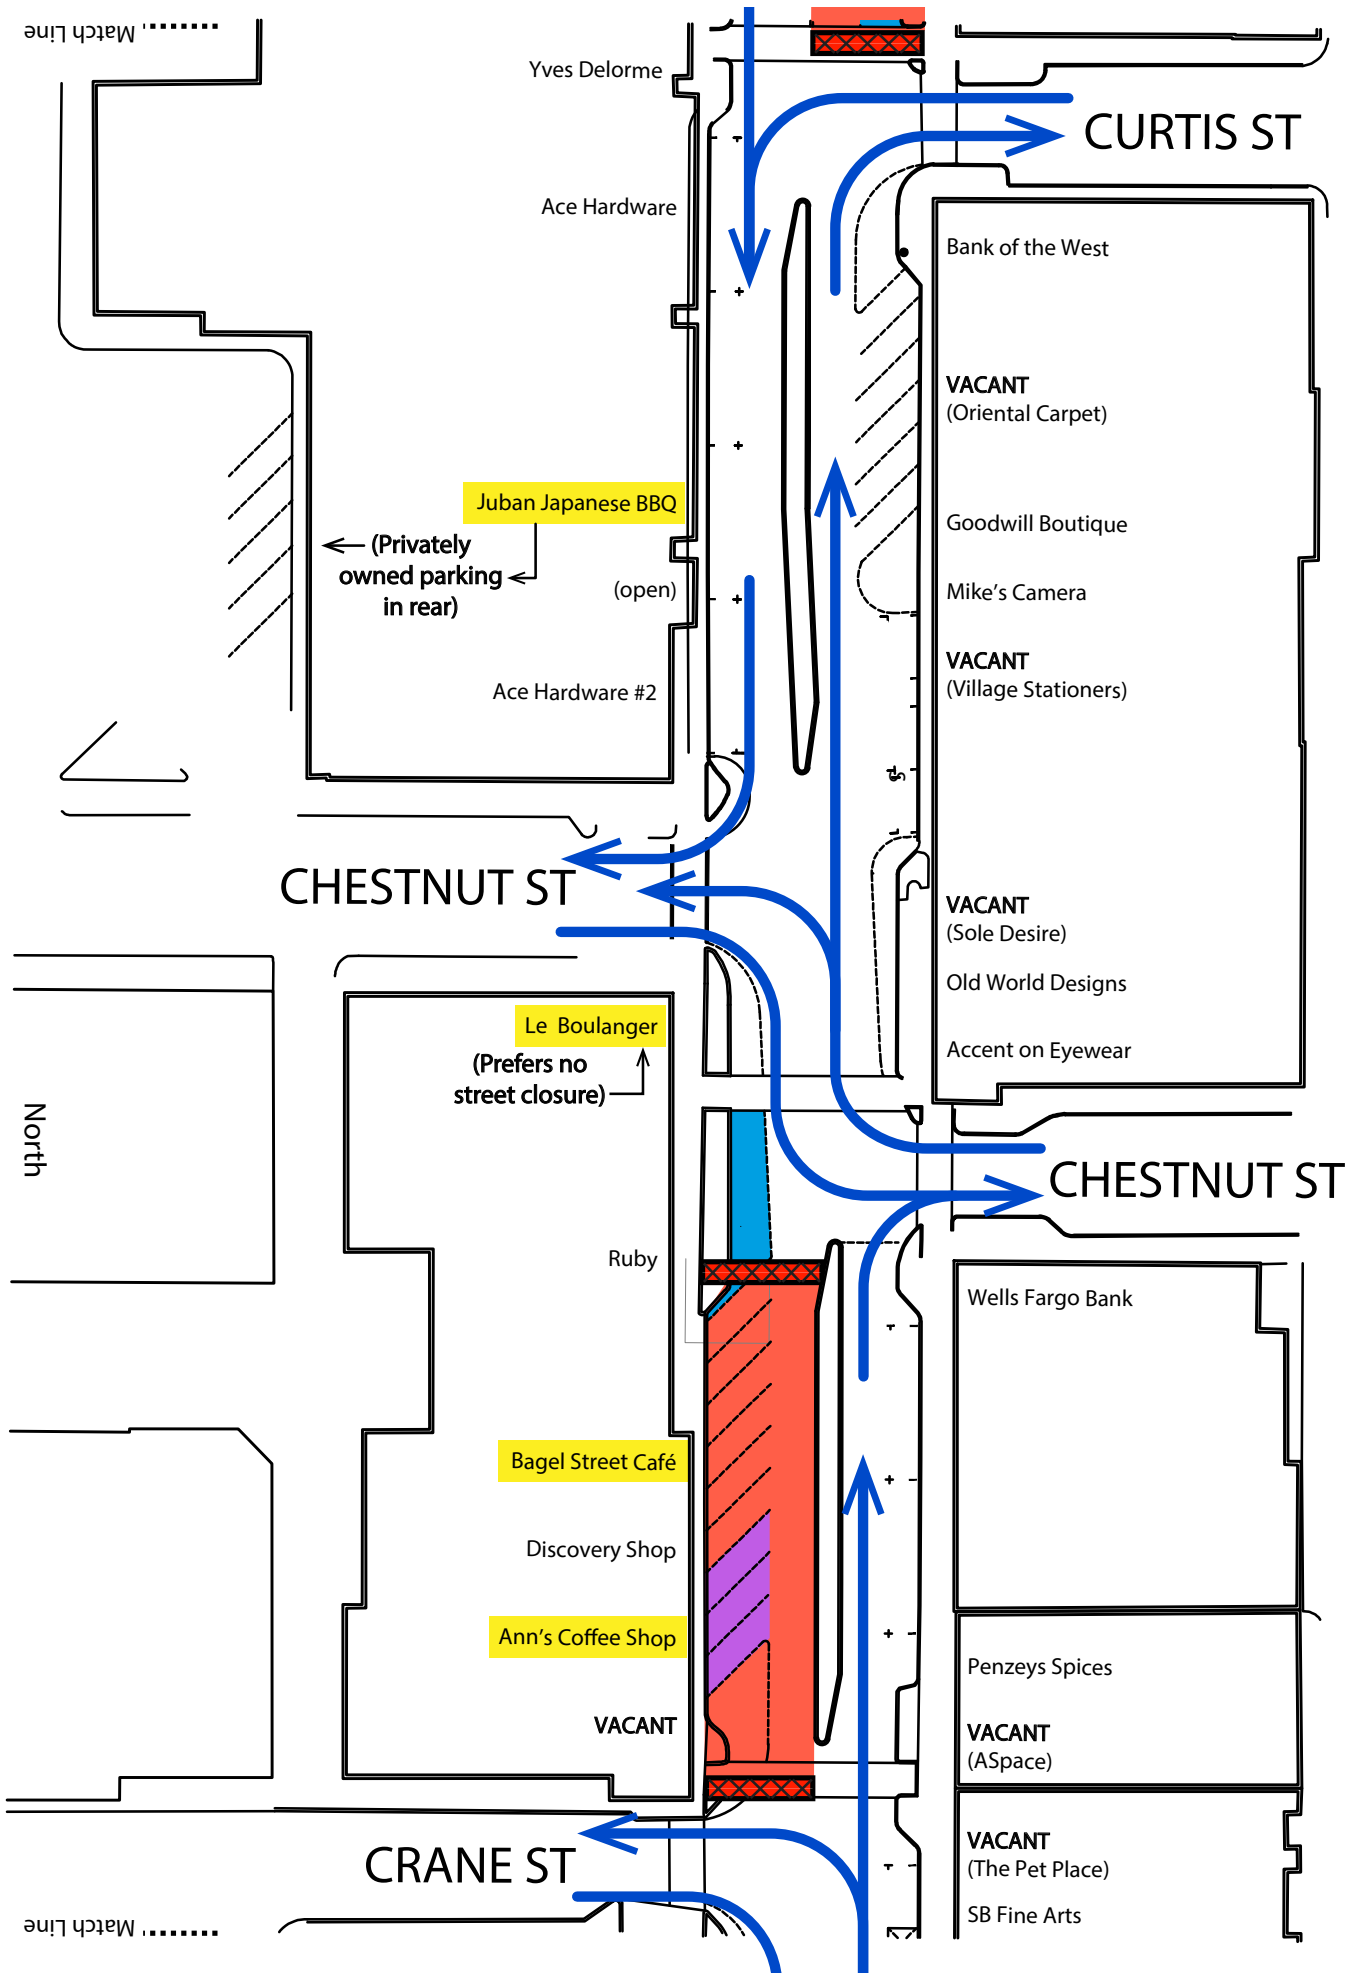 Match Line
Yves Delorme
CURTIS ST
Ace Hardware
Bank of the West
VACANT
(Oriental Carpet)
Juban Japanese BBQ
Goodwill Boutique
(Privately
owned parking
in rear)
(open)
Mike's Camera
VACANT
(Village Stationers)
Ace Hardware #2
CHESTNUT ST
VACANT
(Sole Desire)
Old World Designs
Le Boulanger
Accent on Eyewear
(Prefers no
street closure)
North
CHESTNUT ST
Ruby
Wells Fargo Bank
Bagel Street Café
Discovery Shop
Ann's Coffee Shop
Penzeys Spices
VACANT
VACANT
(ASpace)
CRANE ST
VACANT
(The Pet Place)
SB Fine Arts
Match Line